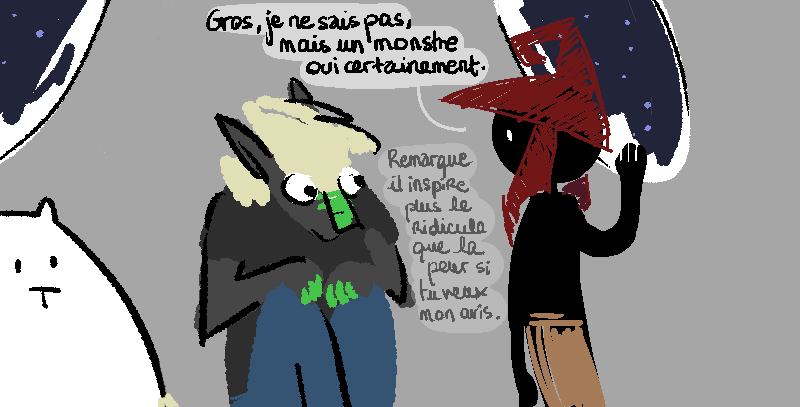 Gros, je ne sais pas,
mais un monstre
oui certainement.
Remarque
il inspire
plus le
ridicule
que la
peur si
tu veux
mon avis.